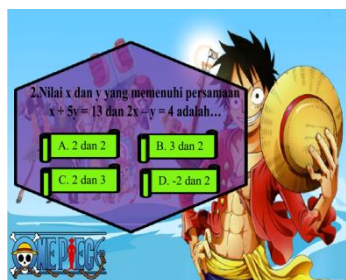 2.Nilai x dan y yang memenuhi persamaan
x + 5y = 13 dan 2x – y = 4 adalah…
A. 2 dan 2
B. 3 dan 2
C. 2 dan 3
D. -2 dan 2
ONE PIECE